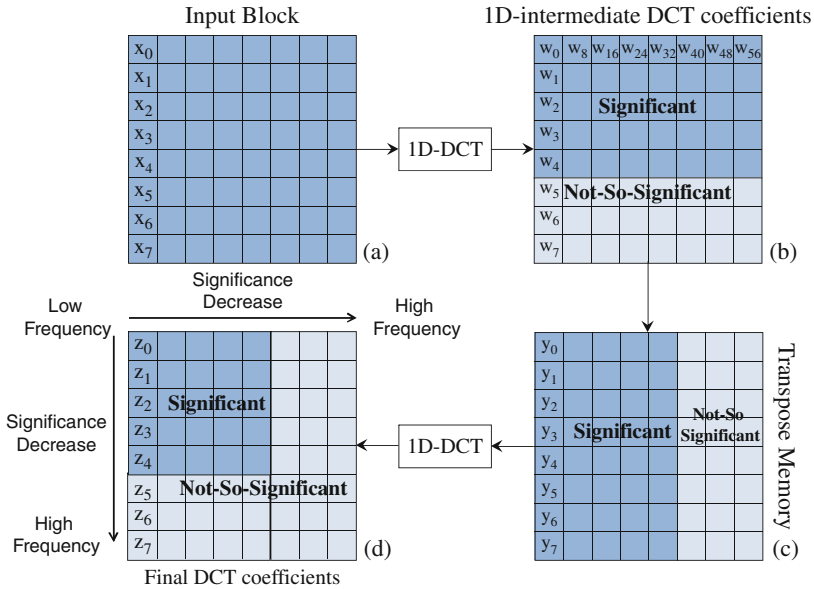 Input Block
1D-intermediate DCT coefficients
x0
x1
x2
x3
x4
x5
x6
x7
(a)
1D-DCT
w0 w8 w16 w24 w32 w40 w48 w56
w1
w2
Significant
w3
w4
w5
Not-So-Significant
w6
w7
(b)
Significance
Decrease
Low
Frequency
High
Frequency
z0
z1
z2
Significant
z3
z4
z5
Not-So-Significant
z6
z7
(d)
Significance
Decrease
High
Frequency
Final DCT coefficients
1D-DCT
y0
y1
y2
y3
y4
y5
y6
y7
Significant
Not-So
Significant
(c)
Transpose Memory